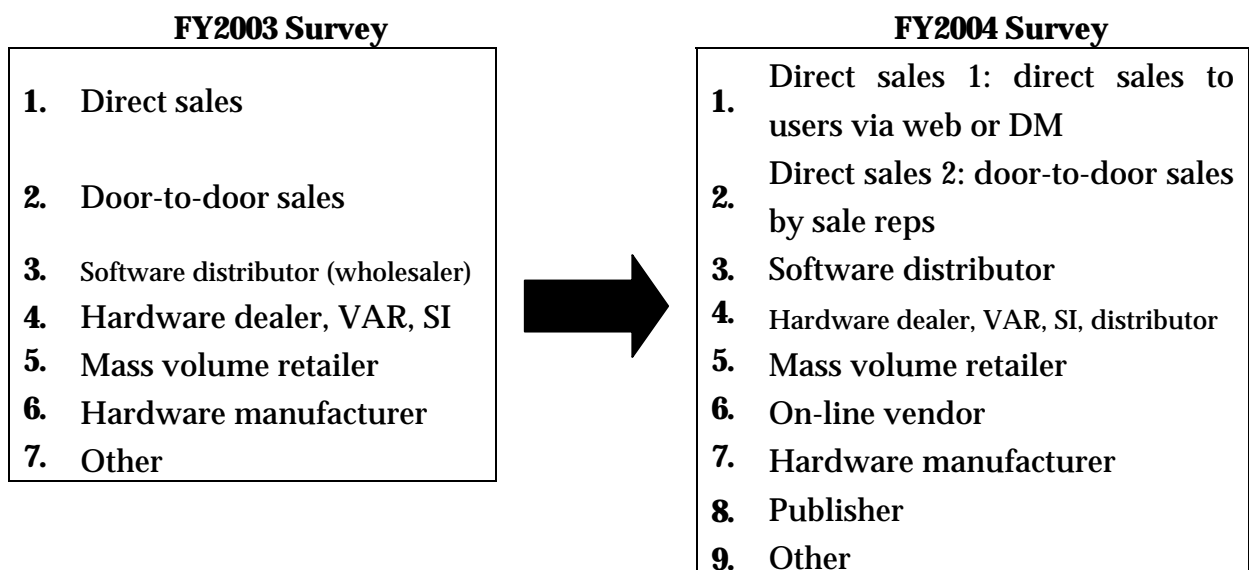 FY2003 Survey
1. Direct sales
2. Door-to-door sales
3. Software distributor (wholesaler)
4. Hardware dealer, VAR, SI
5. Mass volume retailer
6. Hardware manufacturer
7. Other
FY2004 Survey
1. Direct sales 1: direct sales to
users via web or DM
2. Direct sales 2: door-to-door sales
by sale reps
3. Software distributor
4. Hardware dealer, VAR, SI, distributor
5. Mass volume retailer
6. On-line vendor
7. Hardware manufacturer
8. Publisher
9. Other